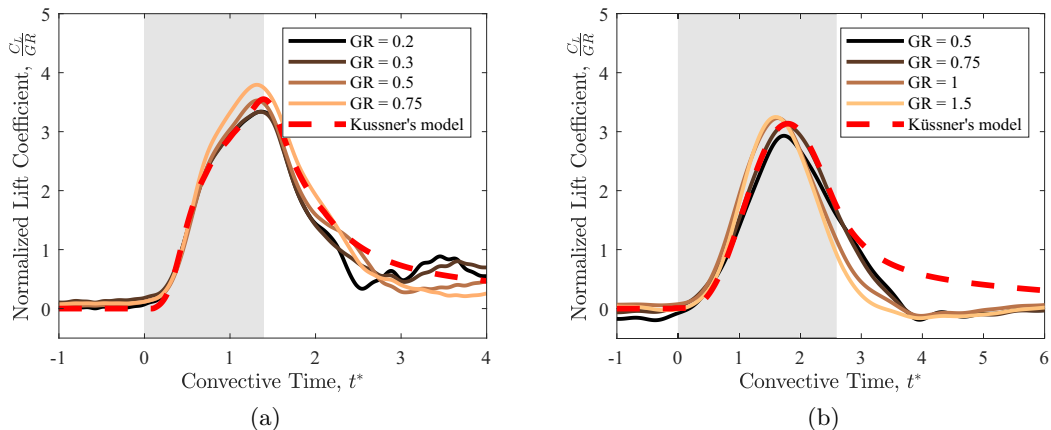 GR = 0.2
GR = 0.3
GR = 0.5
GR = 0.75
Kussner's model
Normalized Lift Coefficient, C_L/GR
5
4
3
2
1
0
-1 0 1 2 3 4
Convective Time, t*
(a)
GR = 0.5
GR = 0.75
GR = 1
GR = 1.5
Küssner's model
Normalized Lift Coefficient, C_L/GR
5
4
3
2
1
0
-1 0 1 2 3 4 5 6
Convective Time, t*
(b)